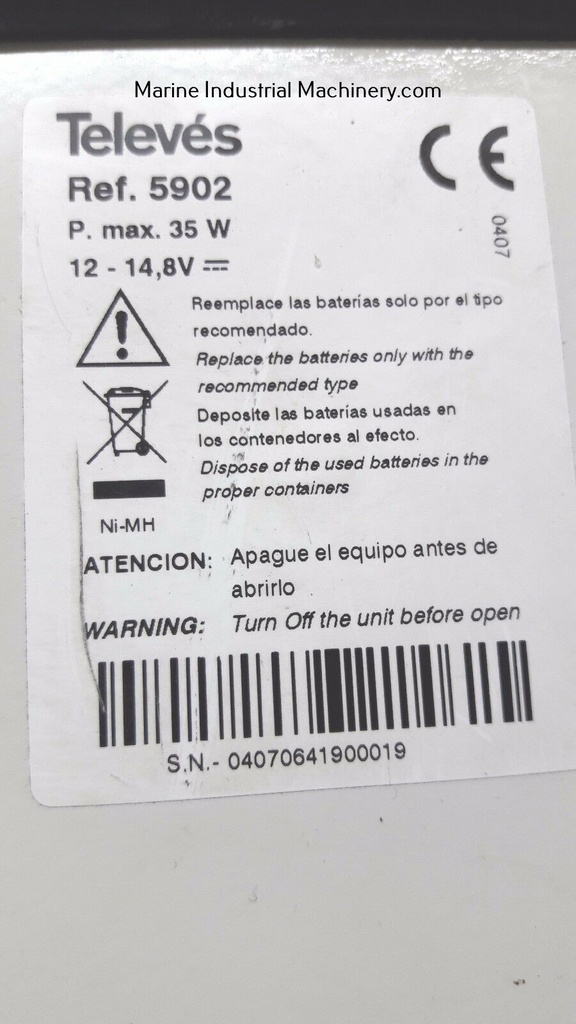 Marine Industrial Machinery.com
Televés
CE
Ref. 5902
0407
P. max. 35 W
12 - 14,8V
Reemplace las baterías solo por el tipo
recomendado.
Replace the batteries only with the
recommended type
Deposite las baterías usadas en
los contenedores al efecto.
Dispose of the used batteries in the
proper containers
Ni-MH
ATENCION: Apague el equipo antes de
abrirlo
WARNING: Turn Off the unit before open
S.N.- 04070641900019